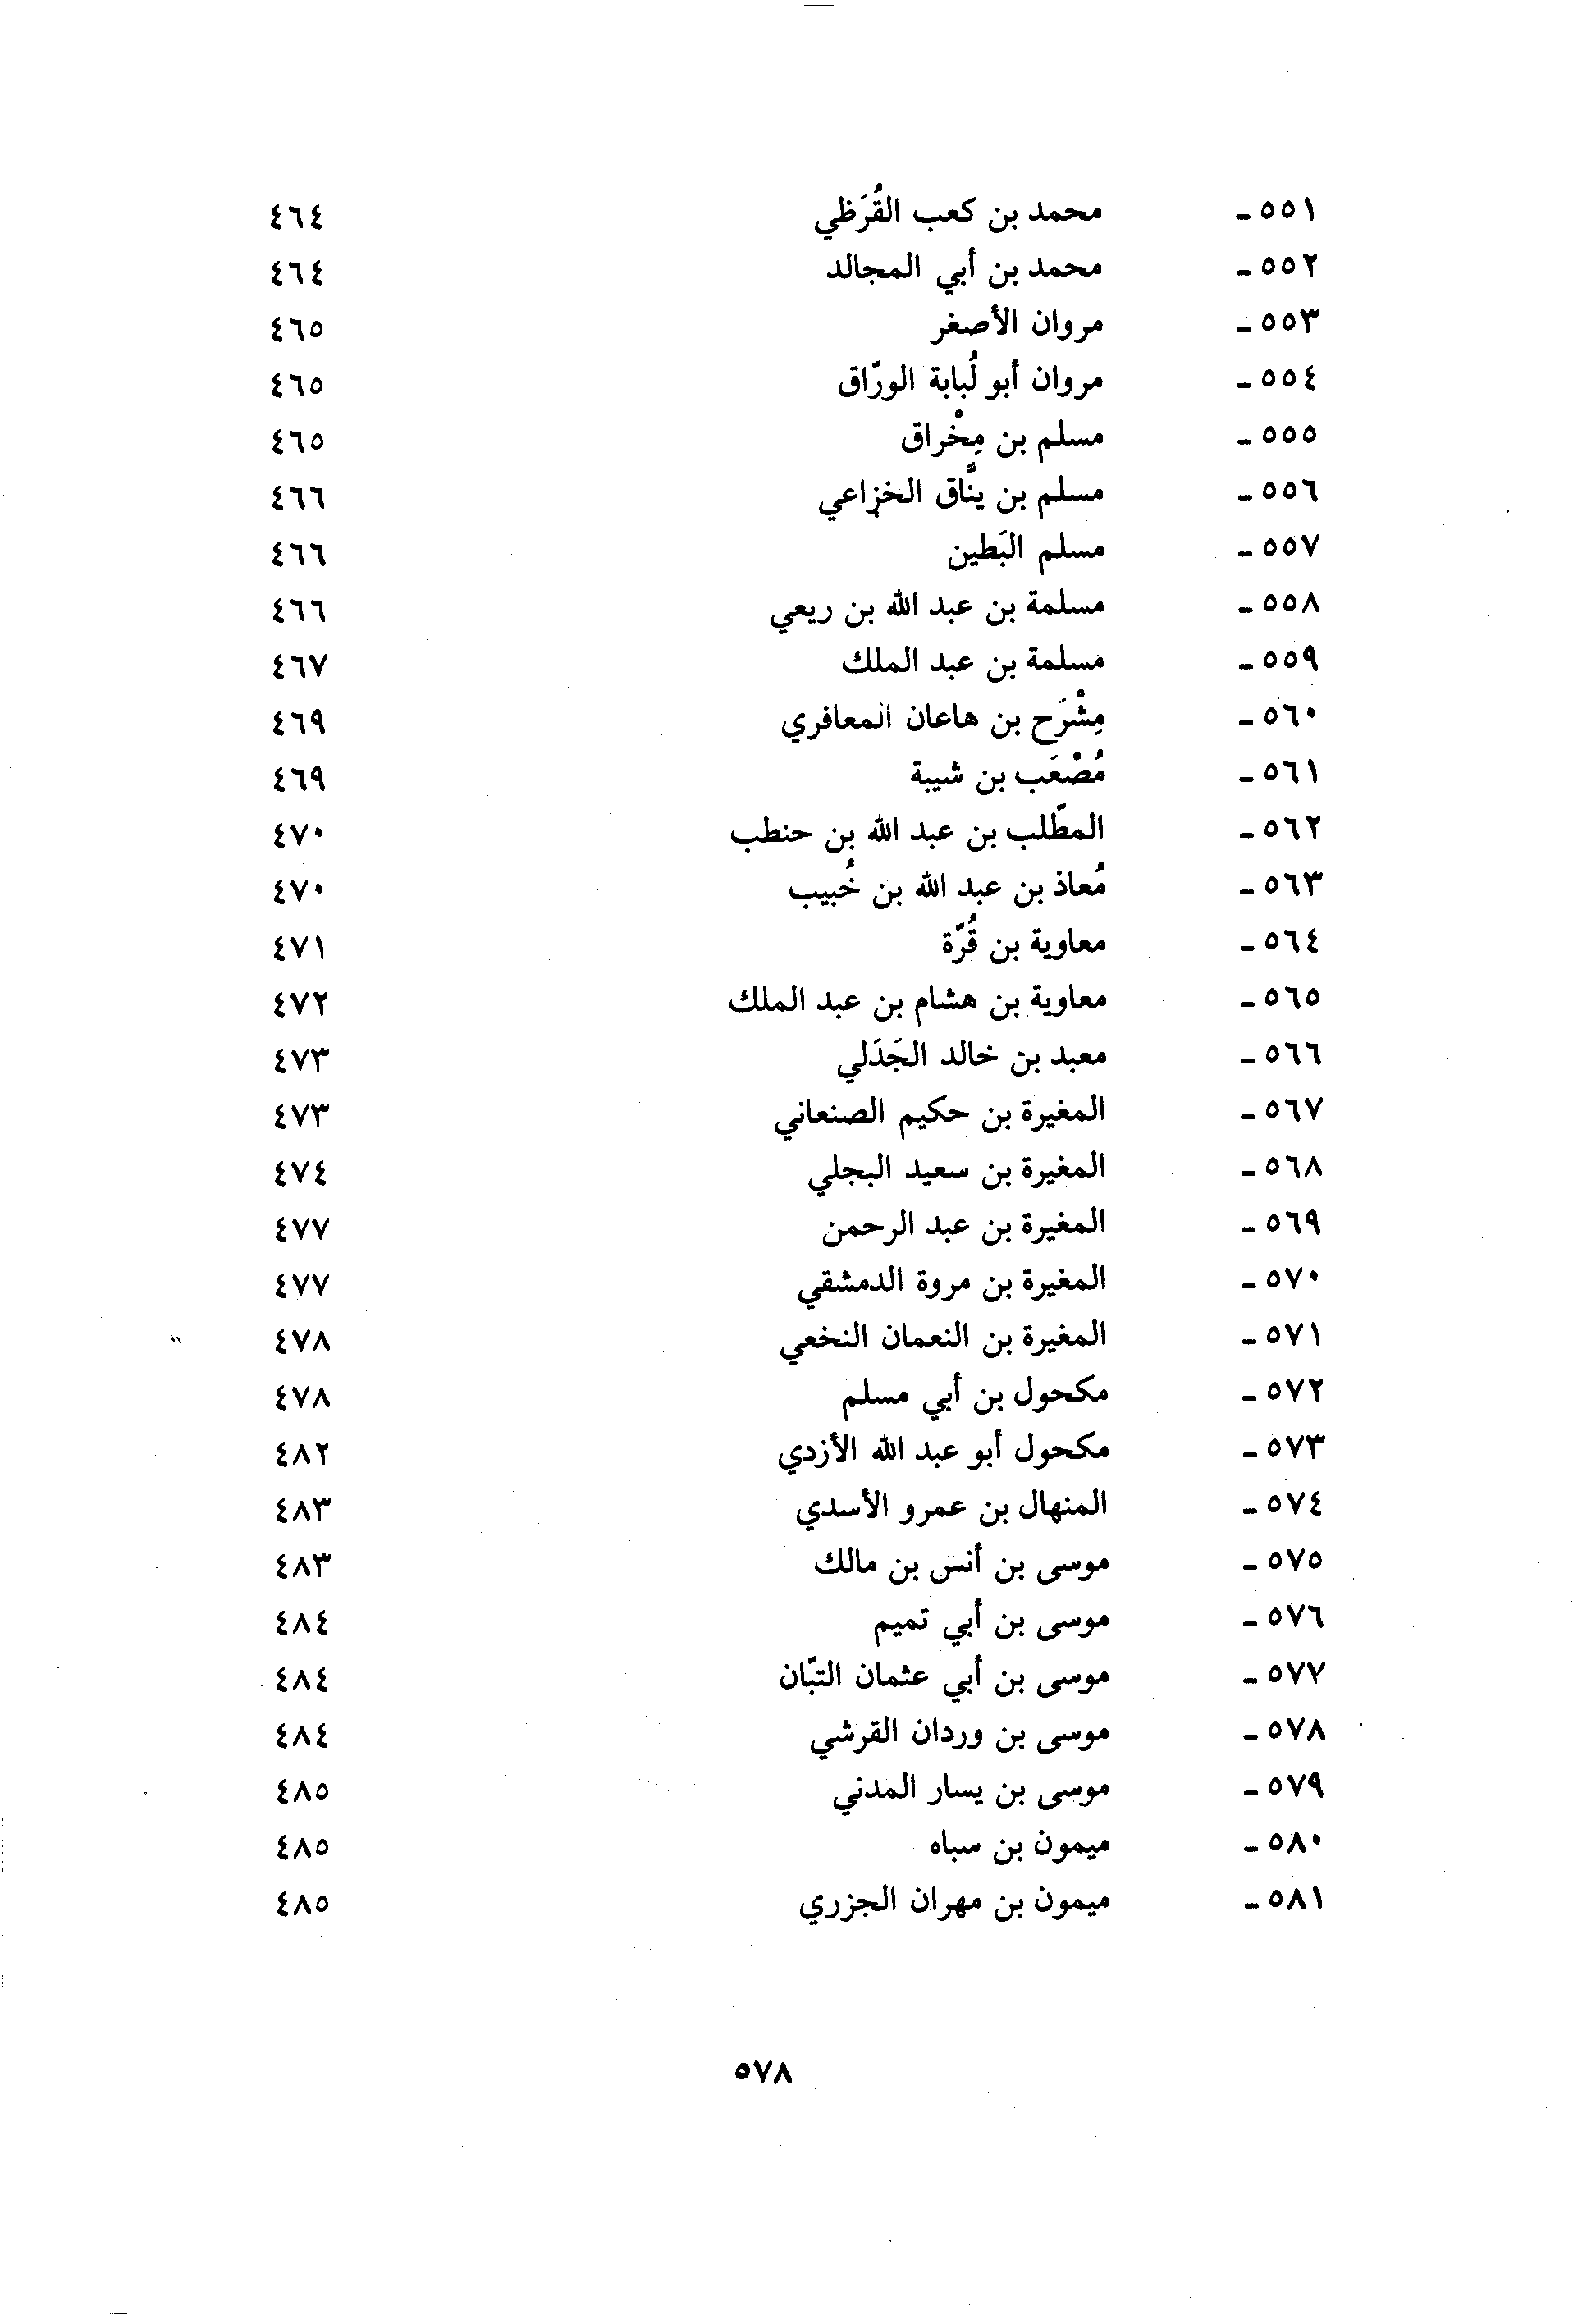 ٥٥١ - محمد بن كعب القُرَظي ٤٦٤
٥٥٢ - محمد بن أبي المجالد ٤٦٤
٥٥٣ - مروان الأصغر ٤٦٥
٥٥٤ - مروان أبو لُبابة الورّاق ٤٦٥
٥٥٥ - مسلم بن مِخْراق ٤٦٥
٥٥٦ - مسلم بن ينَّاق الخزاعي ٤٦٦
٥٥٧ - مسلم البَطين ٤٦٦
٥٥٨ - مسلمة بن عبد الله بن ريعي ٤٦٦
٥٥٩ - مسلمة بن عبد الملك ٤٦٧
٥٦٠ - مِشْرَح بن هاعان المعافري ٤٦٩
٥٦١ - مُصْعَب بن شيبة ٤٦٩
٥٦٢ - المطّلب بن عبد الله بن حنطب ٤٧٠
٥٦٣ - مُعاذ بن عبد الله بن خُبيب ٤٧٠
٥٦٤ - معاوية بن قُرّة ٤٧١
٥٦٥ - معاوية بن هشام بن عبد الملك ٤٧٢
٥٦٦ - معبد بن خالد الجَدَلي ٤٧٣
٥٦٧ - المغيرة بن حكيم الصنعاني ٤٧٣
٥٦٨ - المغيرة بن سعيد البجلي ٤٧٤
٥٦٩ - المغيرة بن عبد الرحمن ٤٧٧
٥٧٠ - المغيرة بن مروة الدمشقي ٤٧٧
٥٧١ - المغيرة بن النعمان النخعي ٤٧٨
٥٧٢ - مكحول بن أبي مسلم ٤٧٨
٥٧٣ - مكحول أبو عبد الله الأزدي ٤٨٢
٥٧٤ - المنهال بن عمرو الأسدي ٤٨٣
٥٧٥ - موسى بن أنس بن مالك ٤٨٣
٥٧٦ - موسى بن أبي تميم ٤٨٤
٥٧٧ - موسى بن أبي عثمان التبّان ٤٨٤
٥٧٨ - موسى بن وردان القرشي ٤٨٤
٥٧٩ - موسى بن يسار المدني ٤٨٥
٥٨٠ - ميمون بن سباه ٤٨٥
٥٨١ - ميمون بن مهران الجزري ٤٨٥
٥٧٨